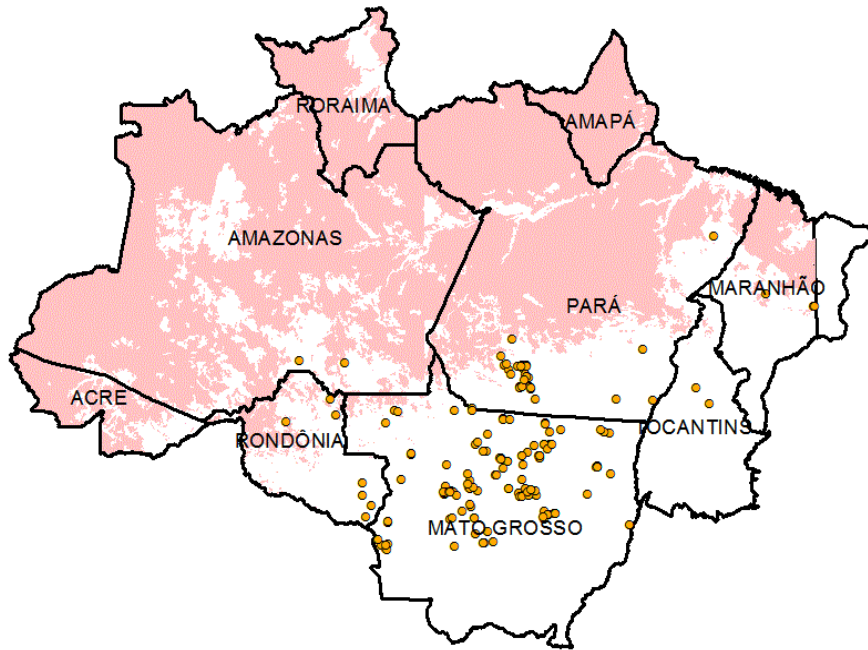 RORAIMA
AMAPÁ
AMAZONAS
MARANHÃO
PARÁ
ACRE
TOCANTINS
RONDÔNIA
MATO GROSSO